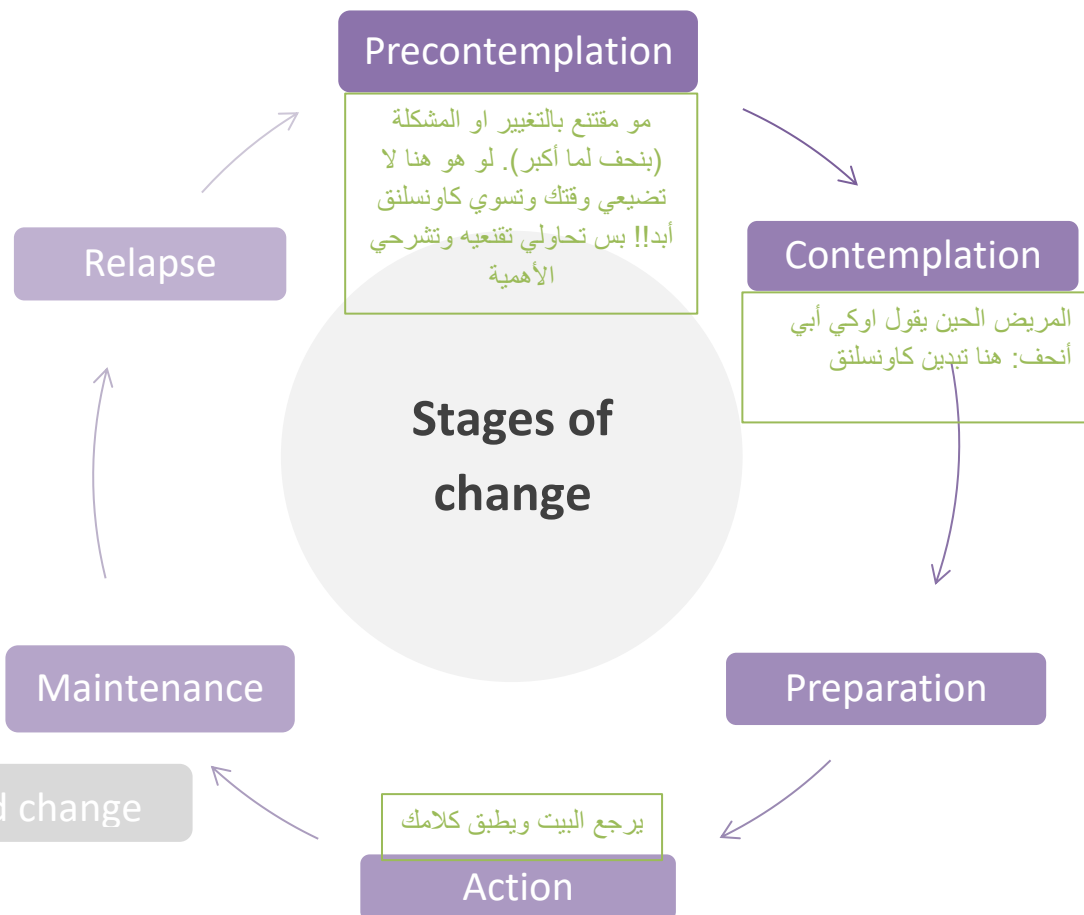 Precontemplation
مو مقتنع بالتغيير او المشكلة
(بنحف لما أكبر). لو هو هنا لا
تضيعي وقتك وتسوي كاونسلنق
أبد!! بس تحاولي تقنعيه وتشرحي
الأهمية
Contemplation
المريض الحين يقول اوكي أبي
أنحف: هنا تبدين كاونسلنق
Preparation
يرجع البيت ويطبق كلامك
Action
Maintenance
Relapse
Stages of
change
change